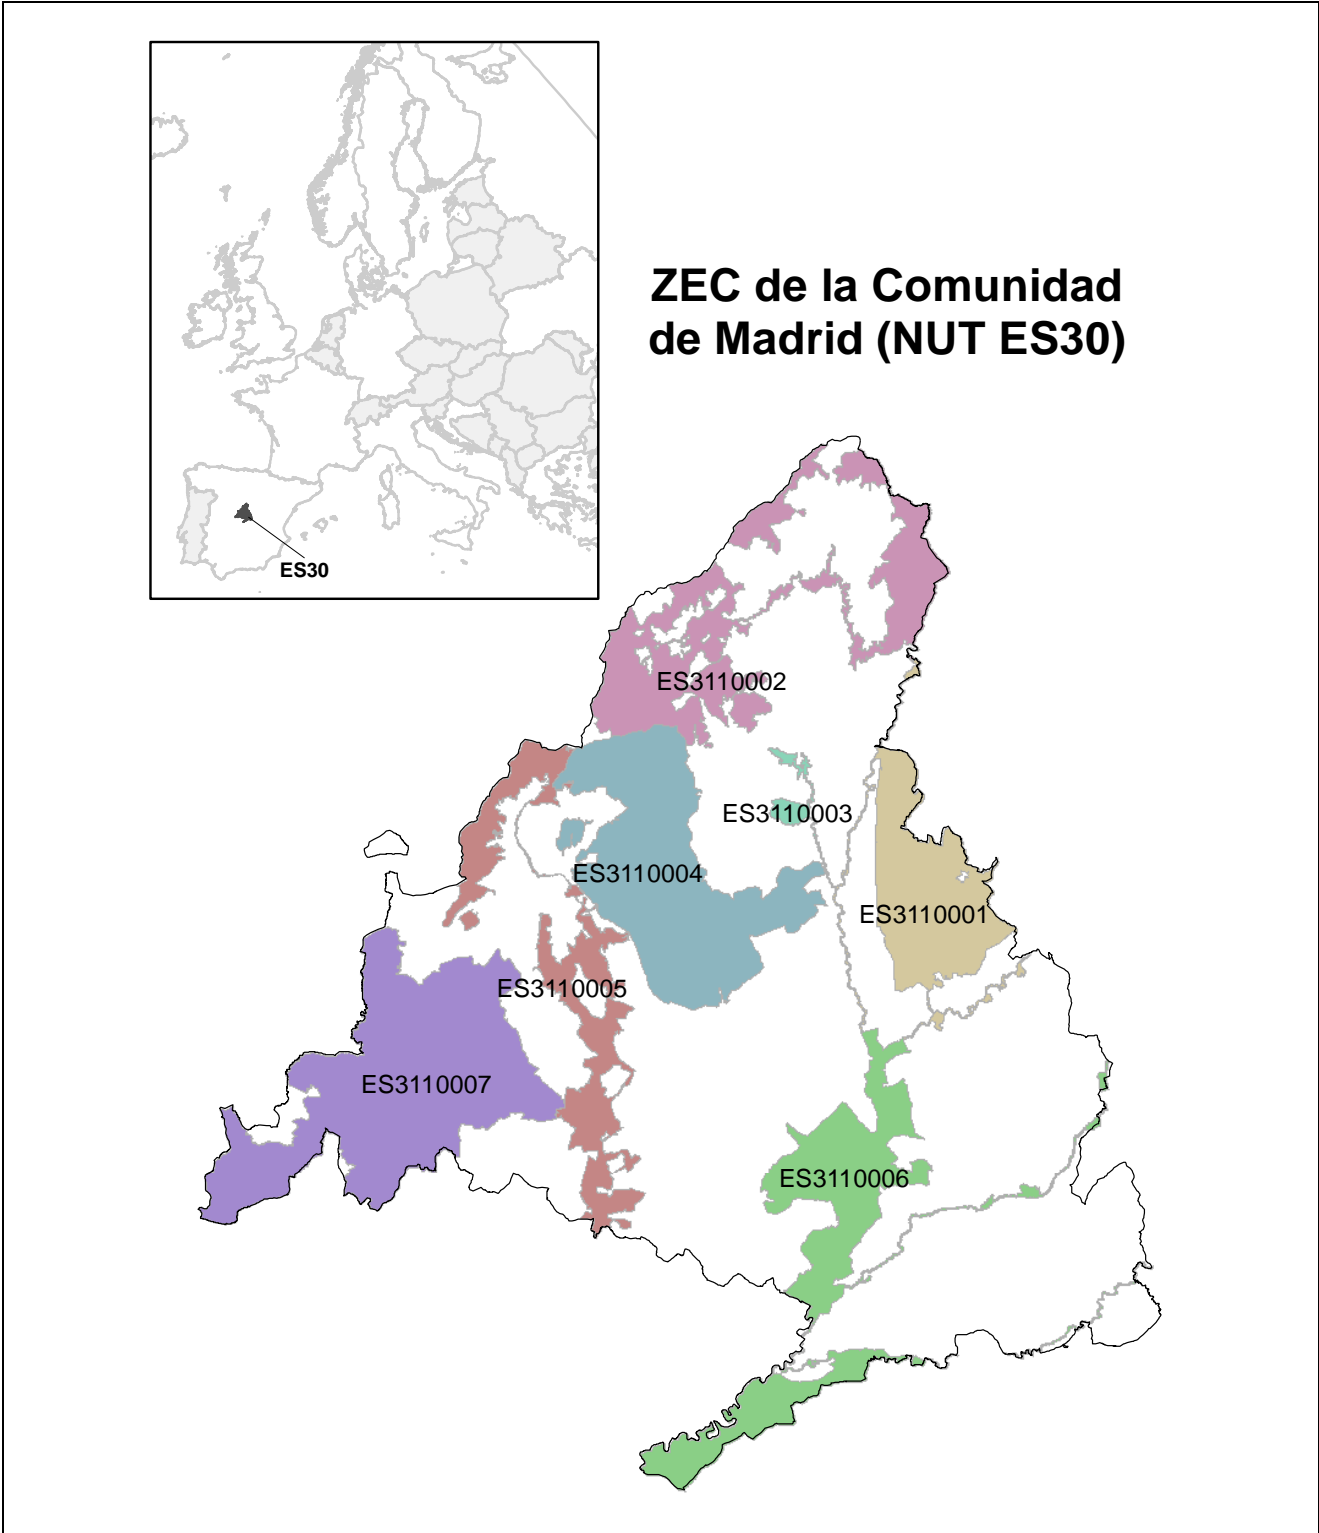 ZEC de la Comunidad
de Madrid (NUT ES30)
ES30
ES3110002
ES3110003
ES3110004
ES3110001
ES3110005
ES3110007
ES3110006